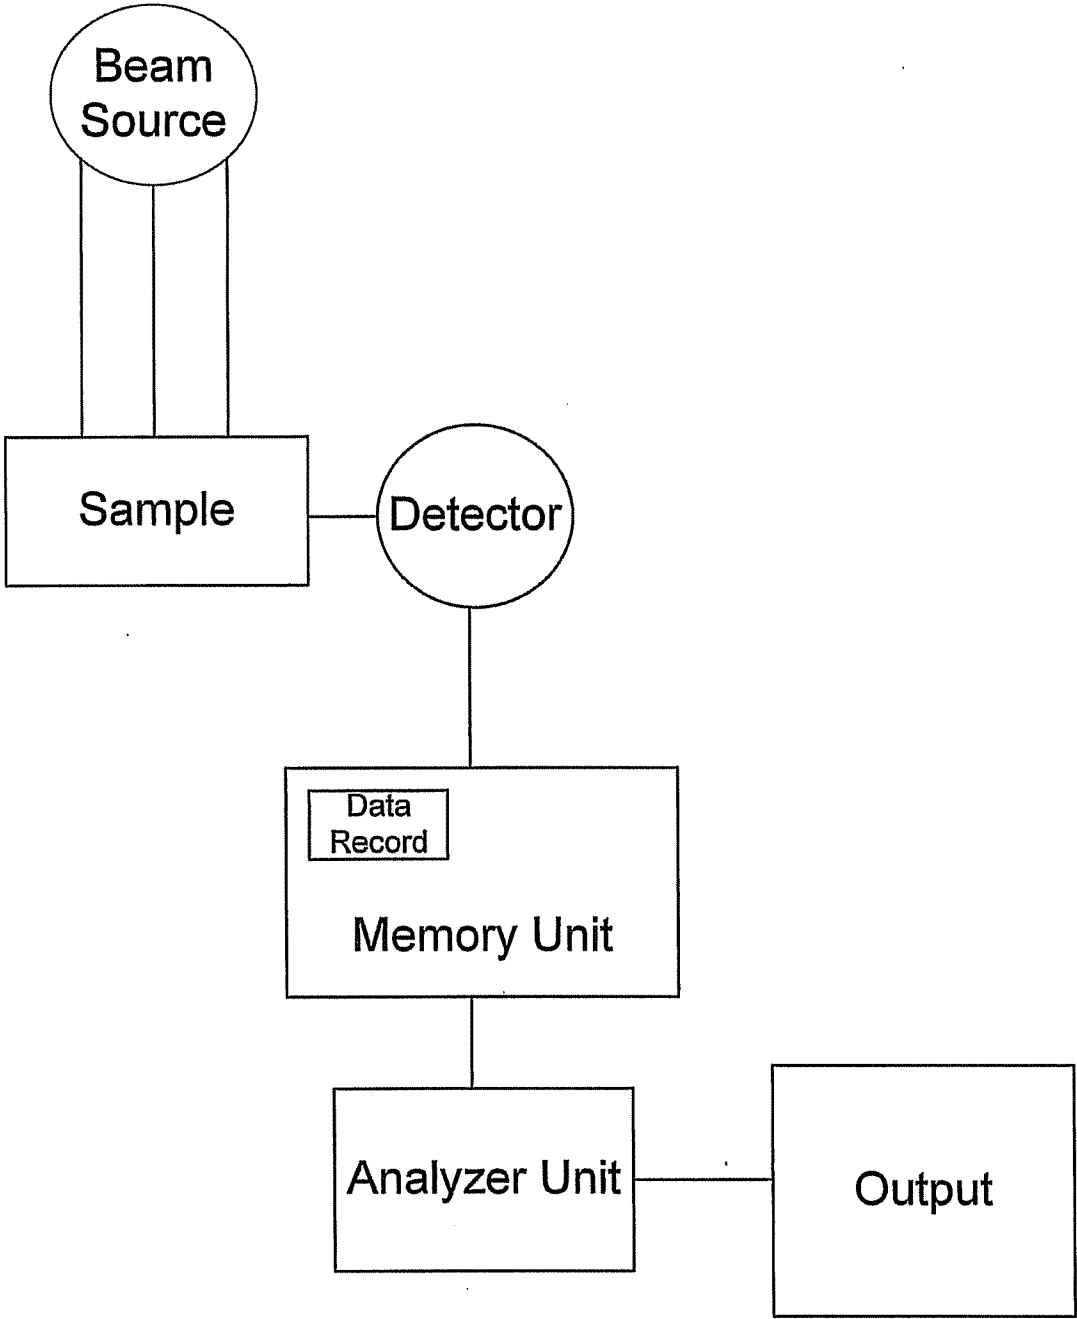 Beam
Source
Sample
Detector
Data
Record
Memory Unit
Analyzer Unit
Output